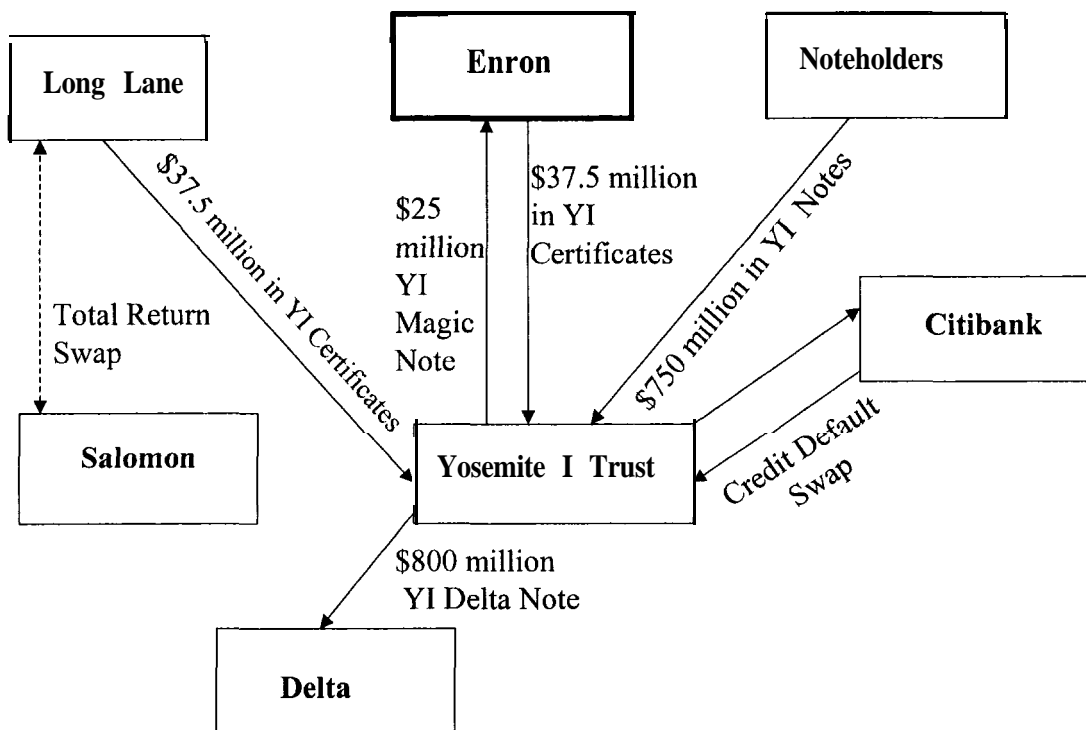 Long Lane
Enron
Noteholders
$37.5 million in YI Certificates
$25
million
YI
Magic
Note
$37.5 million
in YI
Certificates
$750 million in YI Notes
Total Return
Swap
Citibank
Salomon
Yosemite I Trust
Credit Default
Swap
$800 million
YI Delta Note
Delta